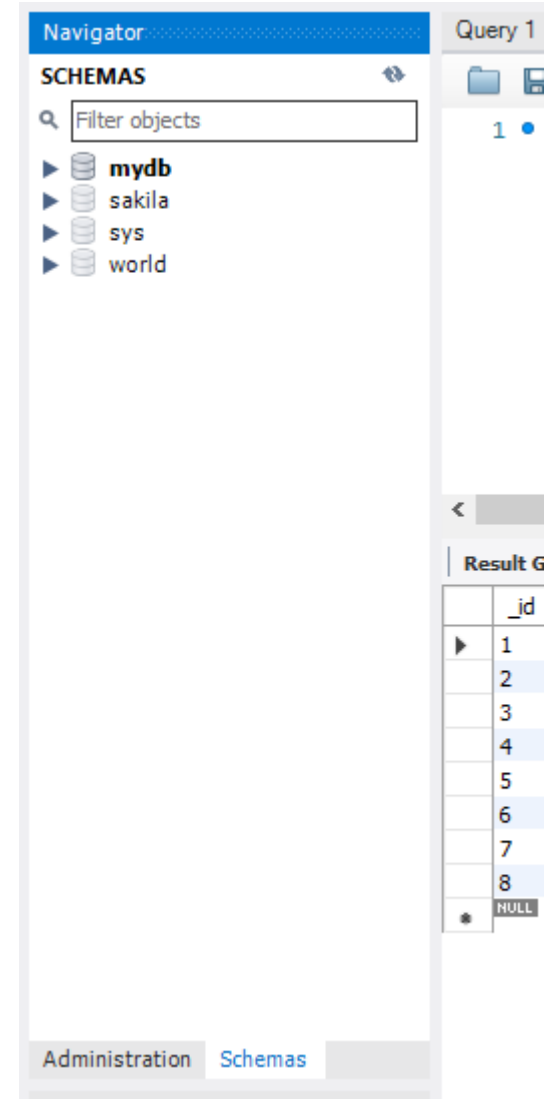 Navigator
SCHEMAS
Filter objects
mydb
sakila
sys
world
Administration Schemas
Query 1
1
Result G
_id
1
2
3
4
5
6
7
8
NULL